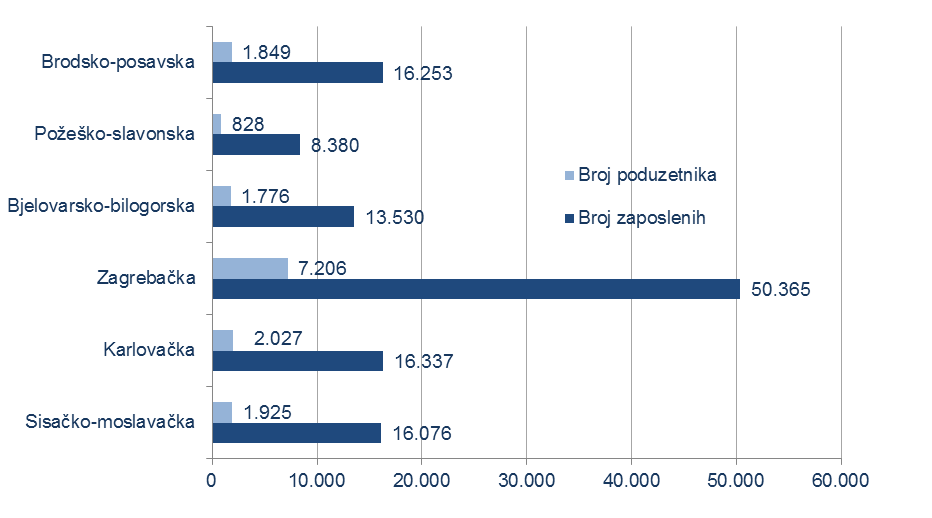 Brodsko-posavska
1.849
16.253
Požeško-slavonska
828
8.380
Broj poduzetnika
Bjelovarsko-bilogorska
1.776
13.530
Broj zaposlenih
Zagrebačka
7.206
50.365
Karlovačka
2.027
16.337
Sisačko-moslavačka
1.925
16.076
0 10.000 20.000 30.000 40.000 50.000 60.000